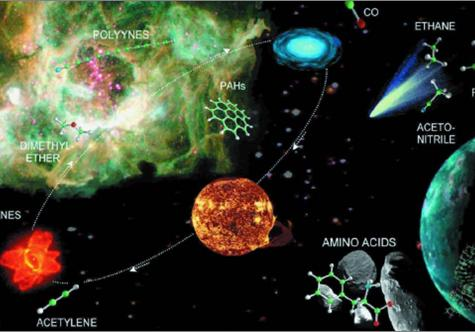 CO
ETHANE
POLYYNES
PAHs
ACETO-
NITRILE
DIMETHYL
ETHER
NES
AMINO ACIDS
ACETYLENE